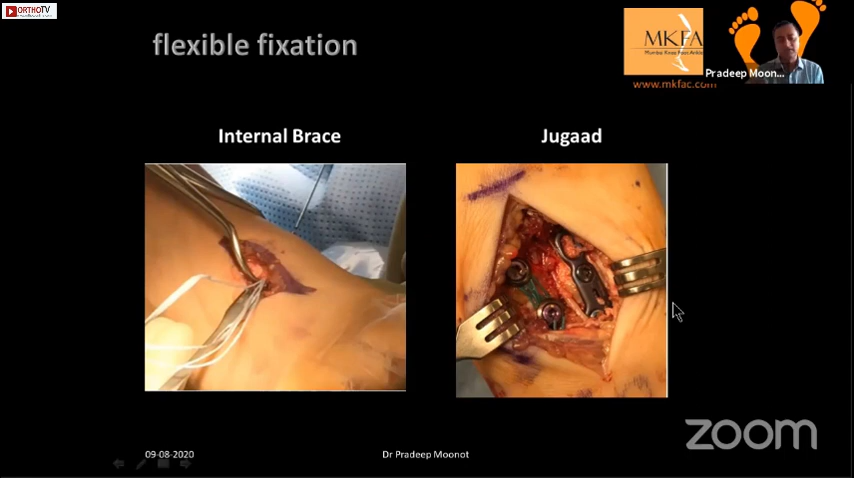 ORTHOTV
flexible fixation
MKFA
Pradeep Moon...
www.mkfac.com
Internal Brace
Jugaad
09-08-2020
Dr Pradeep Moonot
zoom